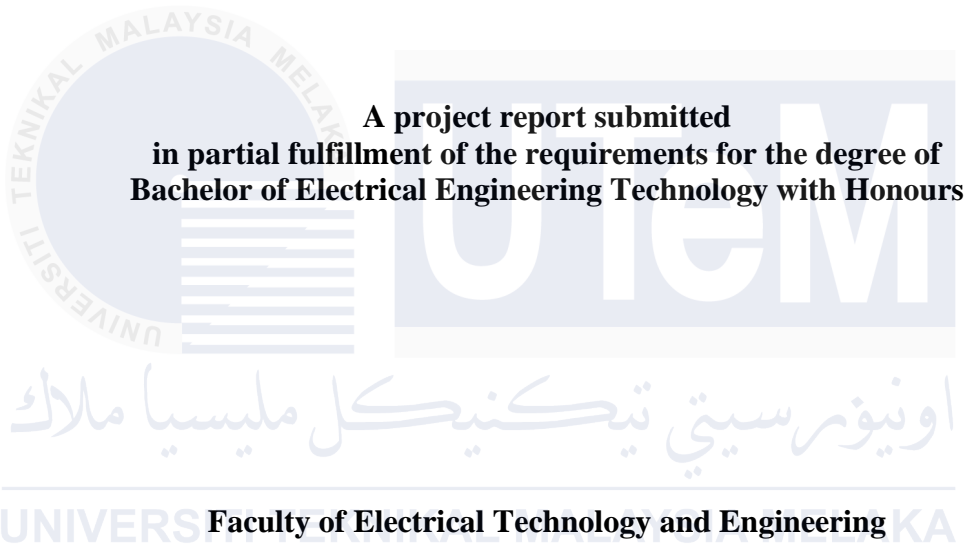 UNIVERSITI TEKNIKAL MALAYSIA MELAKA
UTeM
A project report submitted
in partial fulfillment of the requirements for the degree of
Bachelor of Electrical Engineering Technology with Honours
اونيۏرسيتي تيكنيكل مليسيا ملاك
Faculty of Electrical Technology and Engineering
UNIVERSITI TEKNIKAL MALAYSIA MELAKA